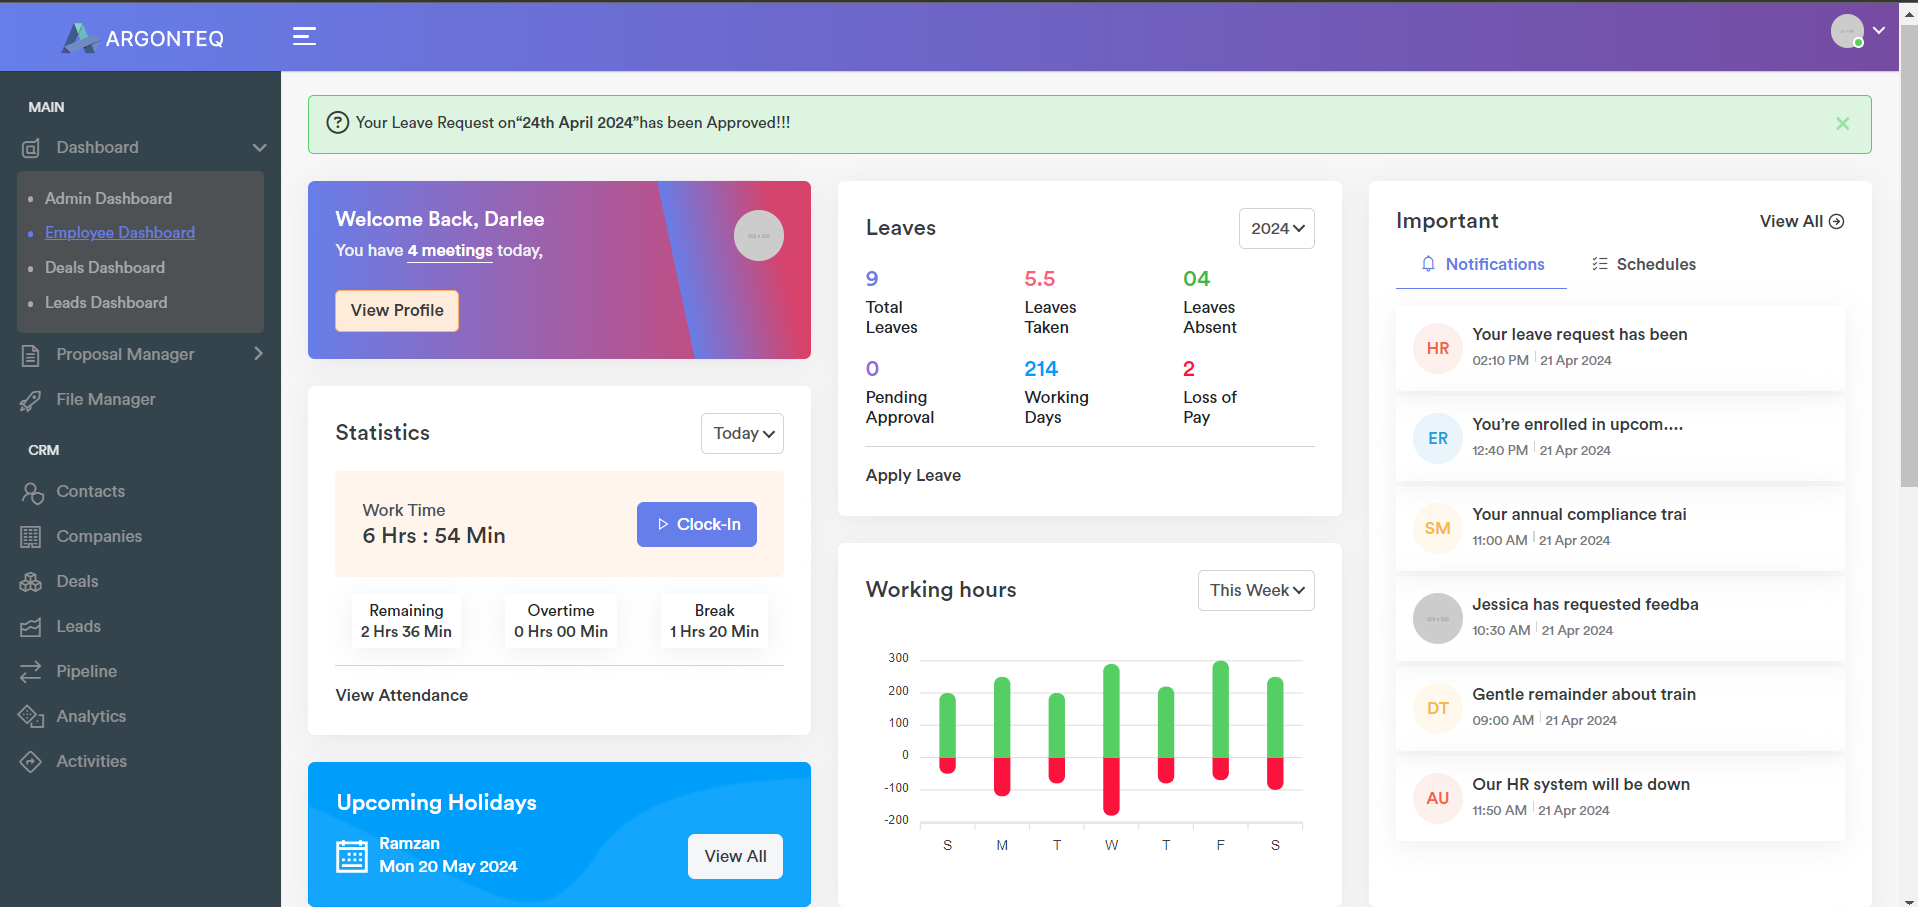 ARGONTEQ
MAIN
Dashboard
Admin Dashboard
Employee Dashboard
Deals Dashboard
Leads Dashboard
Proposal Manager
File Manager
CRM
Contacts
Companies
Deals
Leads
Pipeline
Analytics
Activities
Your Leave Request on“24th April 2024”has been Approved!!!
Welcome Back, Darlee
You have 4 meetings today,
View Profile
Statistics
Today
Work Time
6 Hrs : 54 Min
Clock-In
Remaining
2 Hrs 36 Min
Overtime
0 Hrs 00 Min
Break
1 Hrs 20 Min
View Attendance
Upcoming Holidays
Ramzan
Mon 20 May 2024
View All
Leaves
2024
9
Total
Leaves
5.5
Leaves
Taken
04
Leaves
Absent
0
Pending
Approval
214
Working
Days
2
Loss of
Pay
Apply Leave
Working hours
This Week
300
200
100
0
-100
-200
S M T W T F S
Important
View All
Notifications
Schedules
HR
Your leave request has been
02:10 PM 21 Apr 2024
ER
You’re enrolled in upcom....
12:40 PM 21 Apr 2024
SM
Your annual compliance trai
11:00 AM 21 Apr 2024
Jessica has requested feedba
10:30 AM 21 Apr 2024
DT
Gentle remainder about train
09:00 AM 21 Apr 2024
AU
Our HR system will be down
11:50 AM 21 Apr 2024